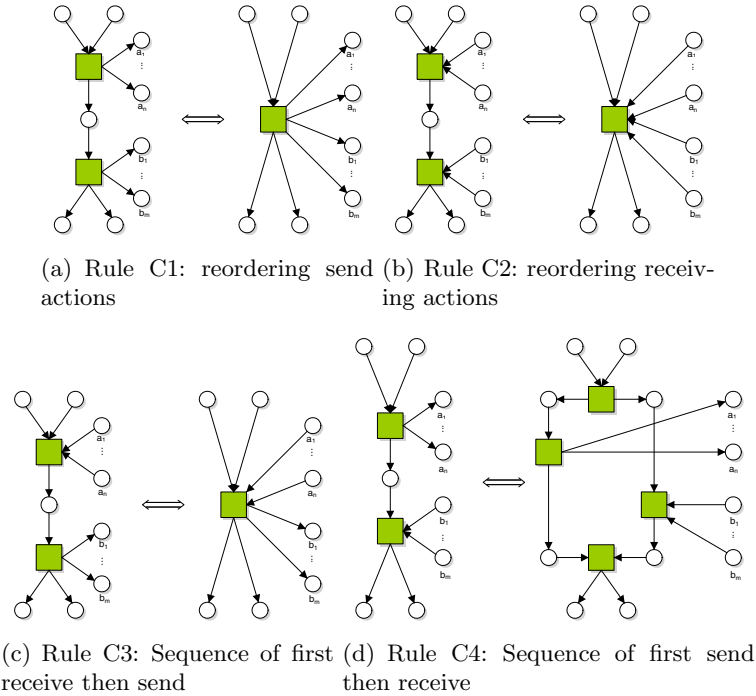 a₁
⋮
aₙ
b₁
⋮
bₘ
a₁
⋮
aₙ
b₁
⋮
bₘ
a₁
⋮
aₙ
b₁
⋮
bₘ
a₁
⋮
aₙ
b₁
⋮
bₘ
(a) Rule C1: reordering send actions
(b) Rule C2: reordering receiv-
ing actions
a₁
⋮
aₙ
b₁
⋮
bₘ
a₁
⋮
aₙ
b₁
⋮
bₘ
a₁
⋮
aₙ
b₁
⋮
bₘ
a₁
⋮
aₙ
b₁
⋮
bₘ
(c) Rule C3: Sequence of first
receive then send
(d) Rule C4: Sequence of first send
then receive